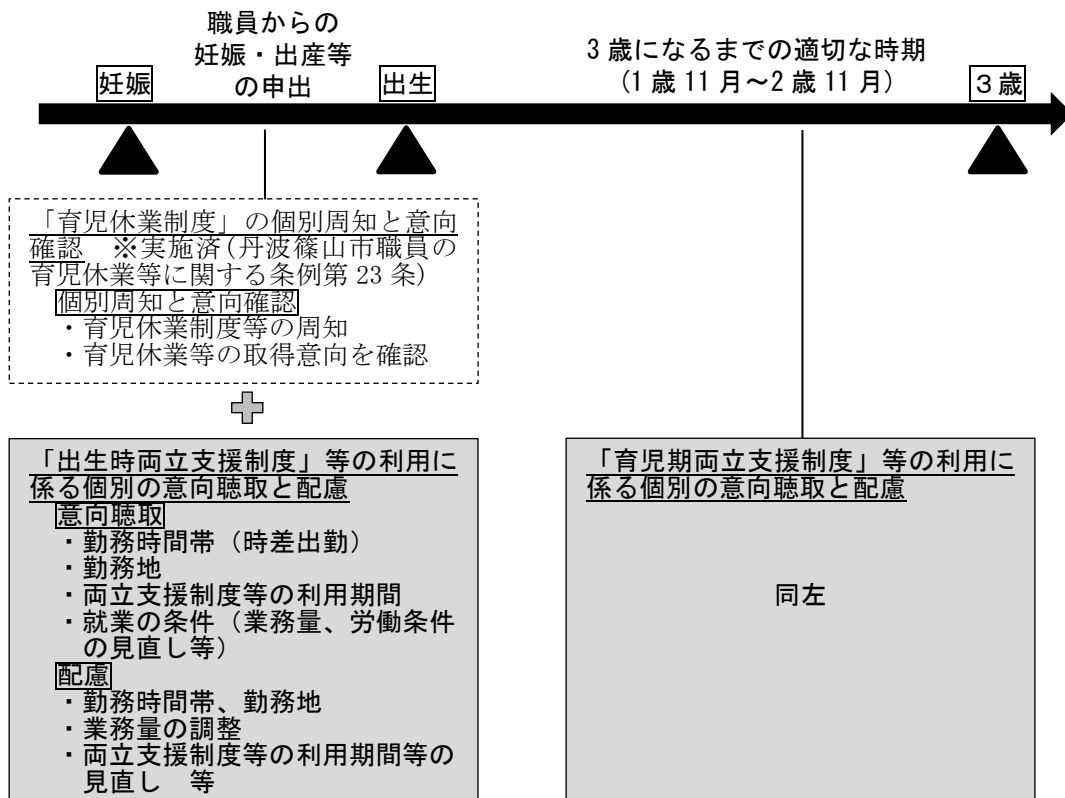 職員からの
妊娠・出産等
の申出
3歳になるまでの適切な時期
(1歳11月～2歳11月)
妊娠
出生
3歳
「育児休業制度」の個別周知と意向
確認　※実施済(丹波篠山市職員の
育児休業等に関する条例第23条)
個別周知と意向確認
・育児休業制度等の周知
・育児休業等の取得意向を確認
「出生時両立支援制度」等の利用に
係る個別の意向聴取と配慮
意向聴取
・勤務時間帯（時差出勤）
・勤務地
・両立支援制度等の利用期間
・就業の条件（業務量、労働条件
の見直し等）
配慮
・勤務時間帯、勤務地
・業務量の調整
・両立支援制度等の利用期間等の
見直し　等
「育児期両立支援制度」等の利用に
係る個別の意向聴取と配慮
同左